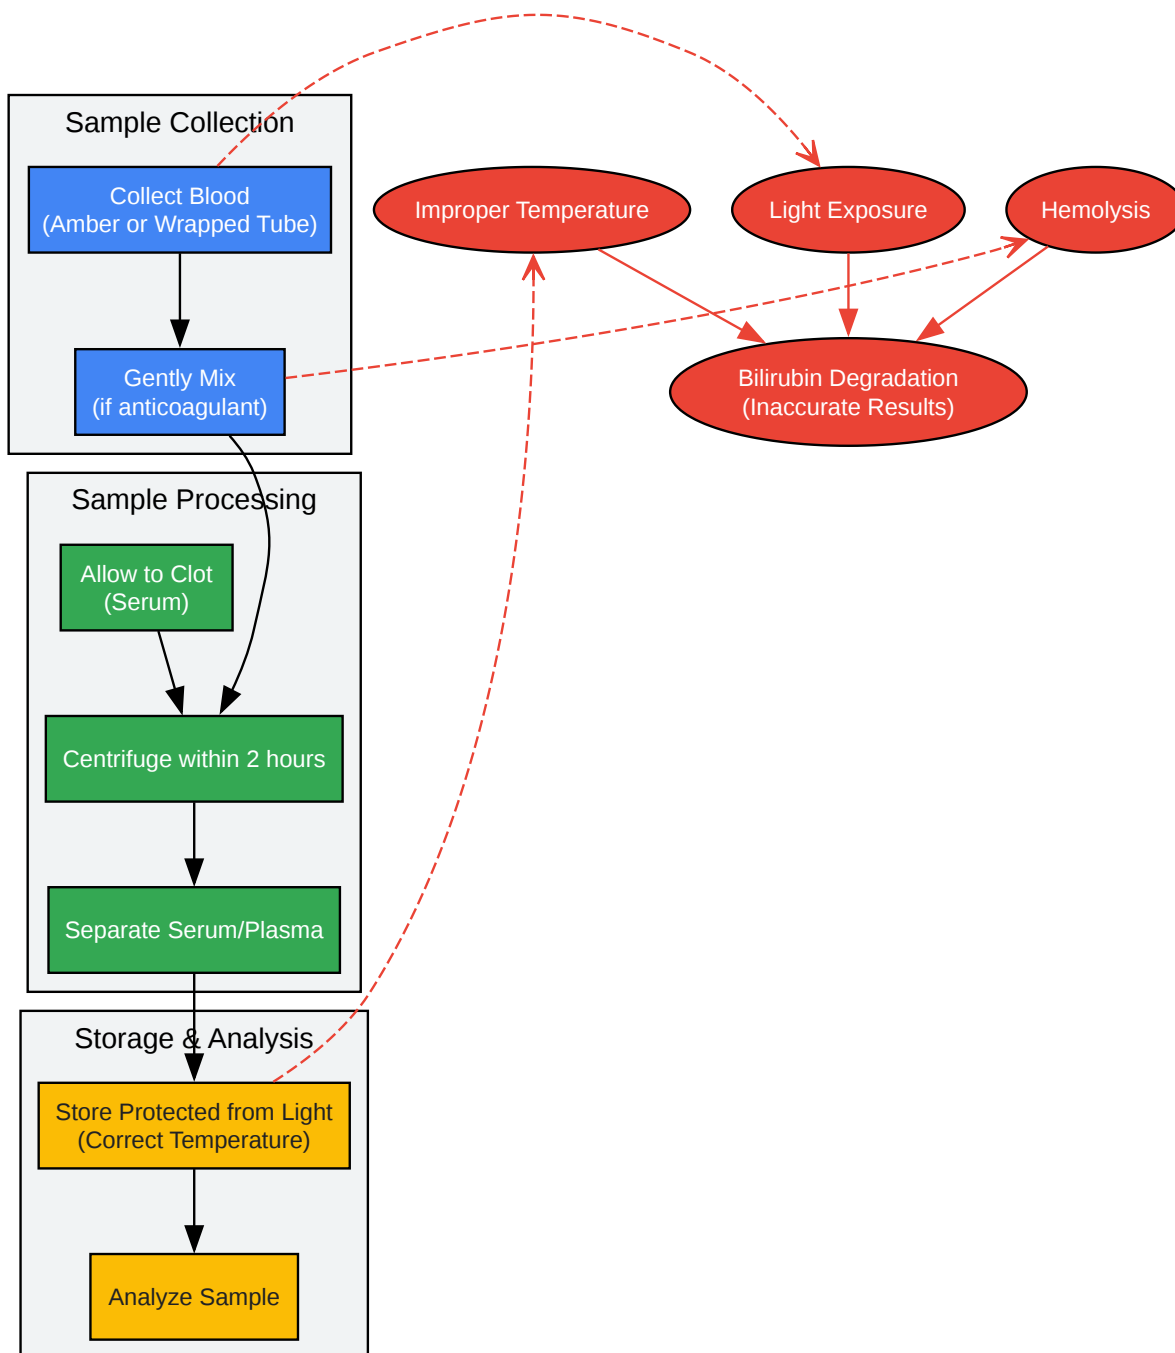 Sample Collection
Collect Blood
(Amber or Wrapped Tube)
Improper Temperature
Light Exposure
Hemolysis
Gently Mix
(if anticoagulant)
Bilirubin Degradation
(Inaccurate Results)
Sample Processing
Allow to Clot
(Serum)
Centrifuge within 2 hours
Separate Serum/Plasma
Storage & Analysis
Store Protected from Light
(Correct Temperature)
Analyze Sample